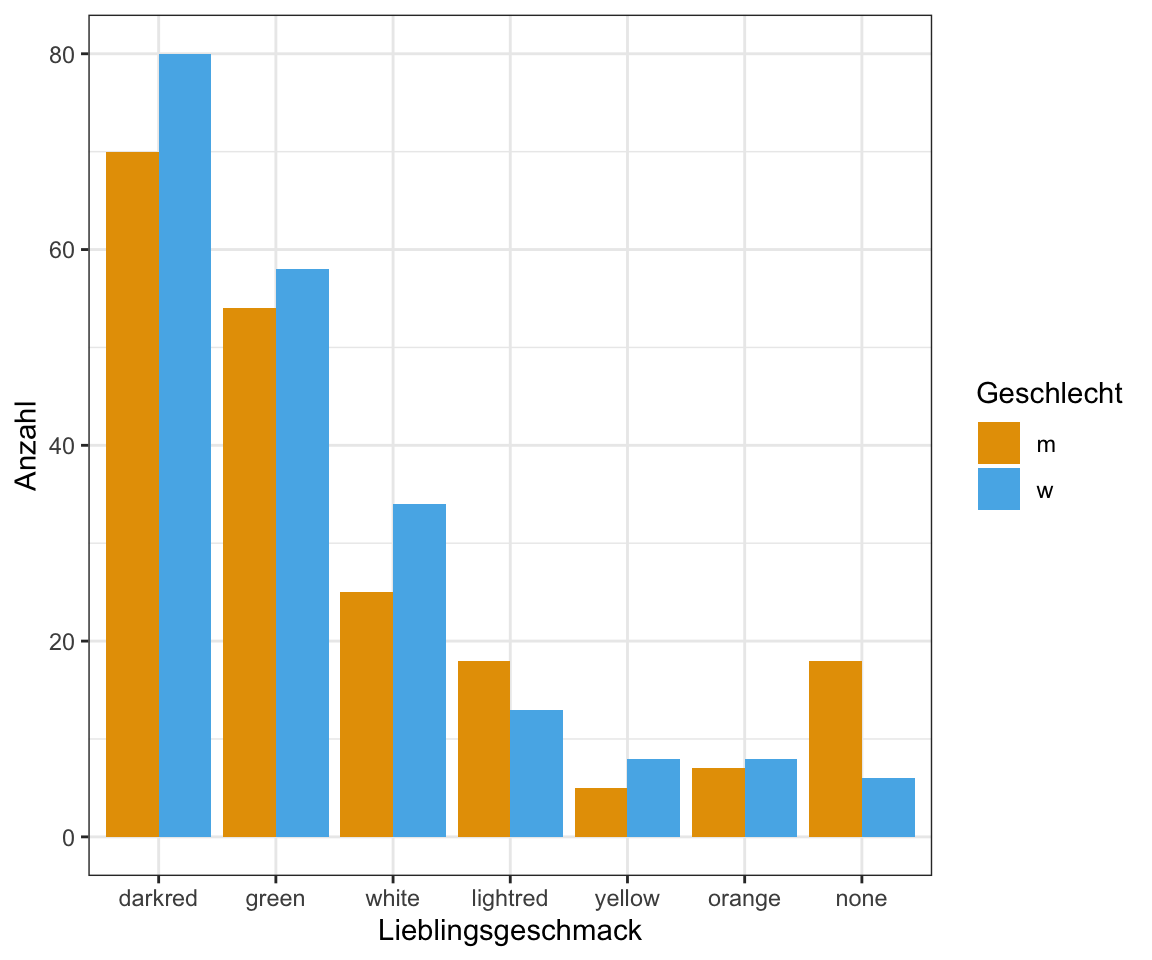 80
60
40
20
0
Anzahl
darkred green white lightred yellow orange none
Lieblingsgeschmack
Geschlecht
m
w